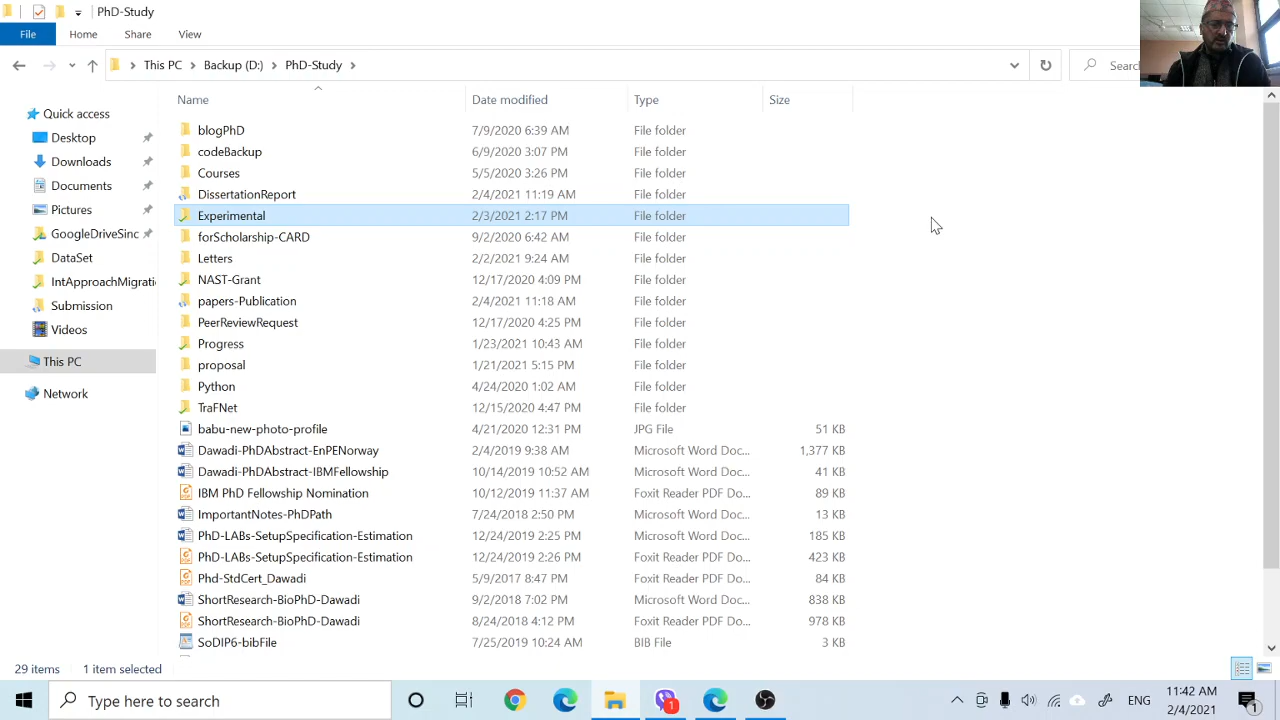 PhD-Study
File Home Share View
This PC Backup (D:) PhD-Study Searc
Name Date modified Type Size
Quick access
Desktop
Downloads
Documents
Pictures
GoogleDriveSinc
DataSet
IntApproachMigrati
Submission
Videos
This PC
Network
blogPhD 7/9/2020 6:39 AM File folder
codeBackup 6/9/2020 3:07 PM File folder
Courses 5/5/2020 3:26 PM File folder
DissertationReport 2/4/2021 11:19 AM File folder
Experimental 2/3/2021 2:17 PM File folder
forScholarship-CARD 9/2/2020 6:42 AM File folder
Letters 2/2/2021 9:24 AM File folder
NAST-Grant 12/17/2020 4:09 PM File folder
papers-Publication 2/4/2021 11:18 AM File folder
PeerReviewRequest 12/17/2020 4:25 PM File folder
Progress 1/23/2021 10:43 AM File folder
proposal 1/21/2021 5:15 PM File folder
Python 4/24/2020 1:02 AM File folder
TraFNet 12/15/2020 4:47 PM File folder
babu-new-photo-profile 4/21/2020 12:31 PM JPG File 51 KB
Dawadi-PhDAbstract-EnPENorway 2/4/2019 9:38 AM Microsoft Word Doc... 1,377 KB
Dawadi-PhDAbstract-IBMFellowship 10/14/2019 10:52 AM Microsoft Word Doc... 41 KB
IBM PhD Fellowship Nomination 10/12/2019 11:37 AM Foxit Reader PDF Do... 89 KB
ImportantNotes-PhDPath 7/24/2018 2:50 PM Microsoft Word Doc... 13 KB
PhD-LABs-SetupSpecification-Estimation 12/24/2019 2:25 PM Microsoft Word Doc... 185 KB
PhD-LABs-SetupSpecification-Estimation 12/24/2019 2:26 PM Foxit Reader PDF Do... 423 KB
Phd-StdCert_Dawadi 5/9/2017 8:47 PM Foxit Reader PDF Do... 84 KB
ShortResearch-BioPhD-Dawadi 9/2/2018 7:02 PM Microsoft Word Doc... 838 KB
ShortResearch-BioPhD-Dawadi 8/24/2018 4:12 PM Foxit Reader PDF Do... 978 KB
SoDIP6-bibFile 7/25/2019 10:24 AM BIB File 3 KB
29 items 1 item selected
Type here to search
1
ENG
11:42 AM
2/4/2021
1